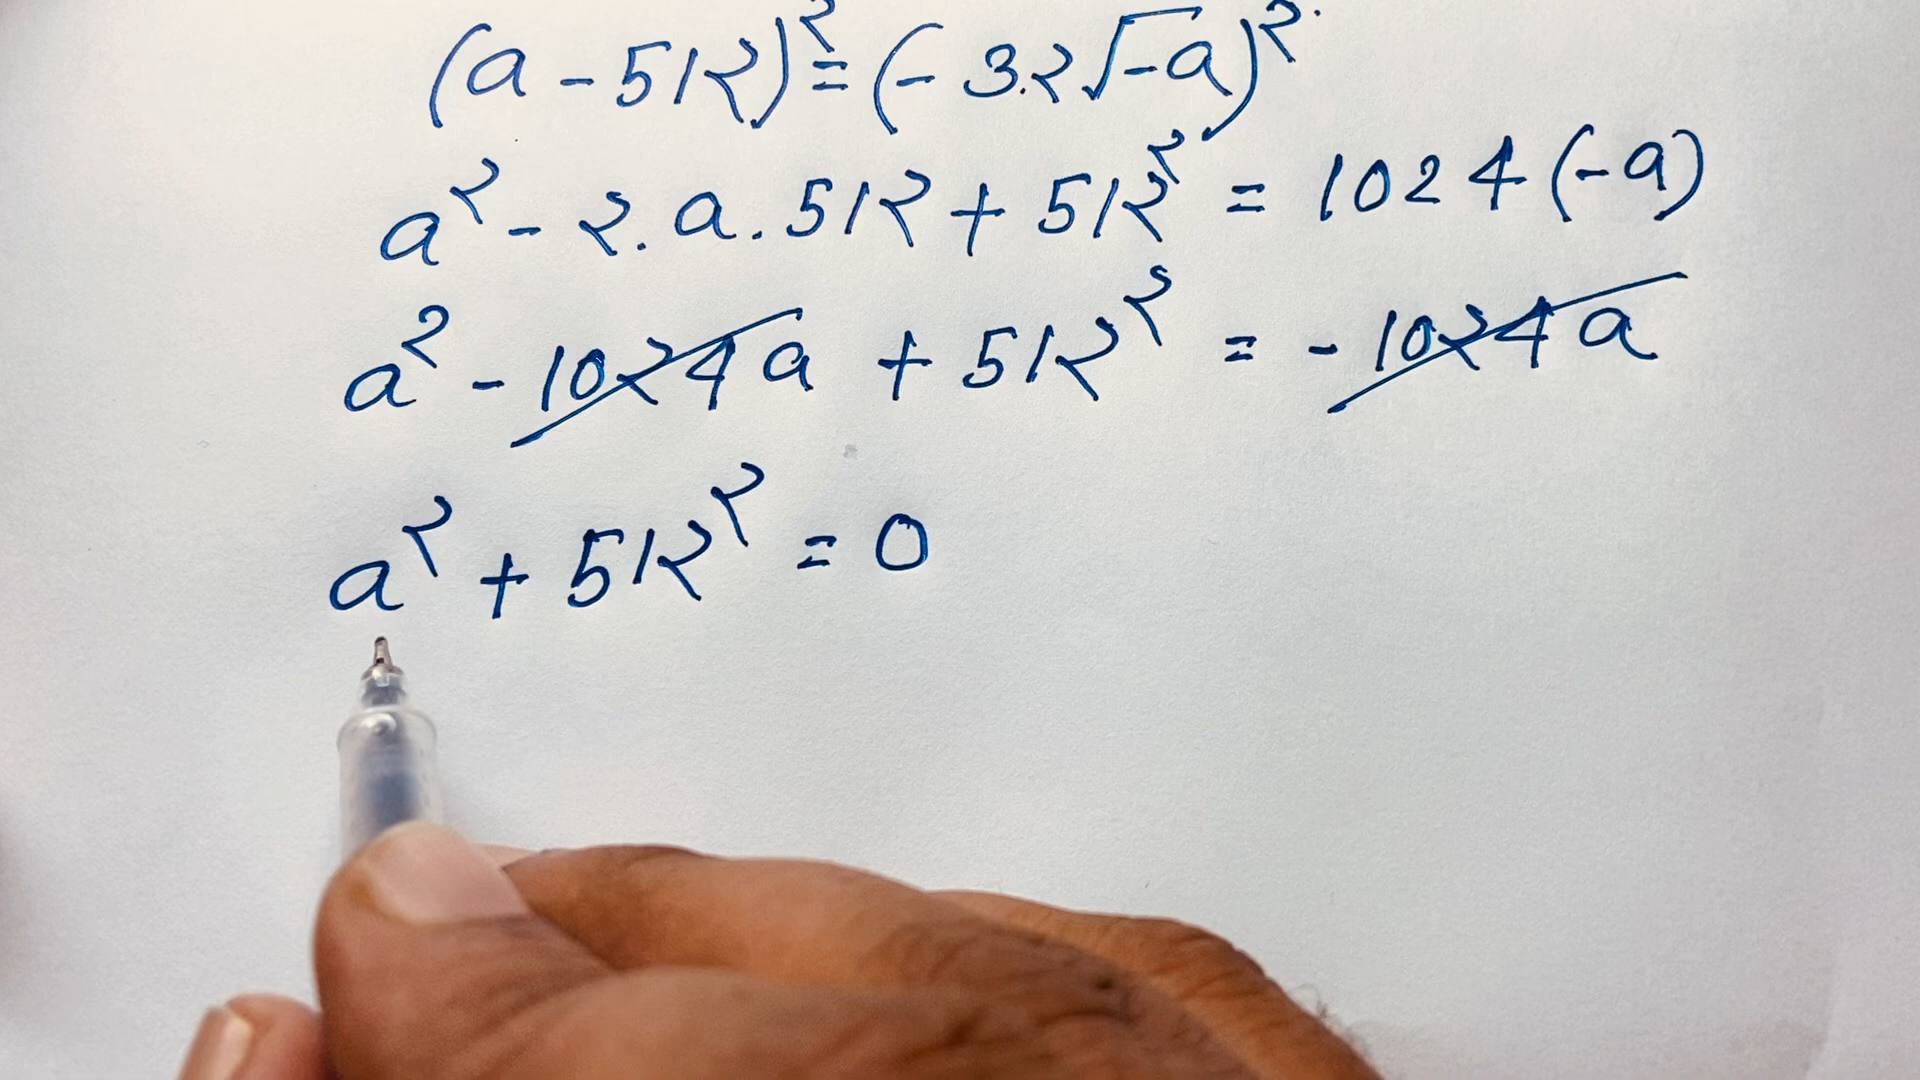 (a - 512)² = (- 32√-a)²
a² - 2.a.512 + 512² = 1024(-a)
a² - 1024a + 512² = - 1024a
a² + 512² = 0